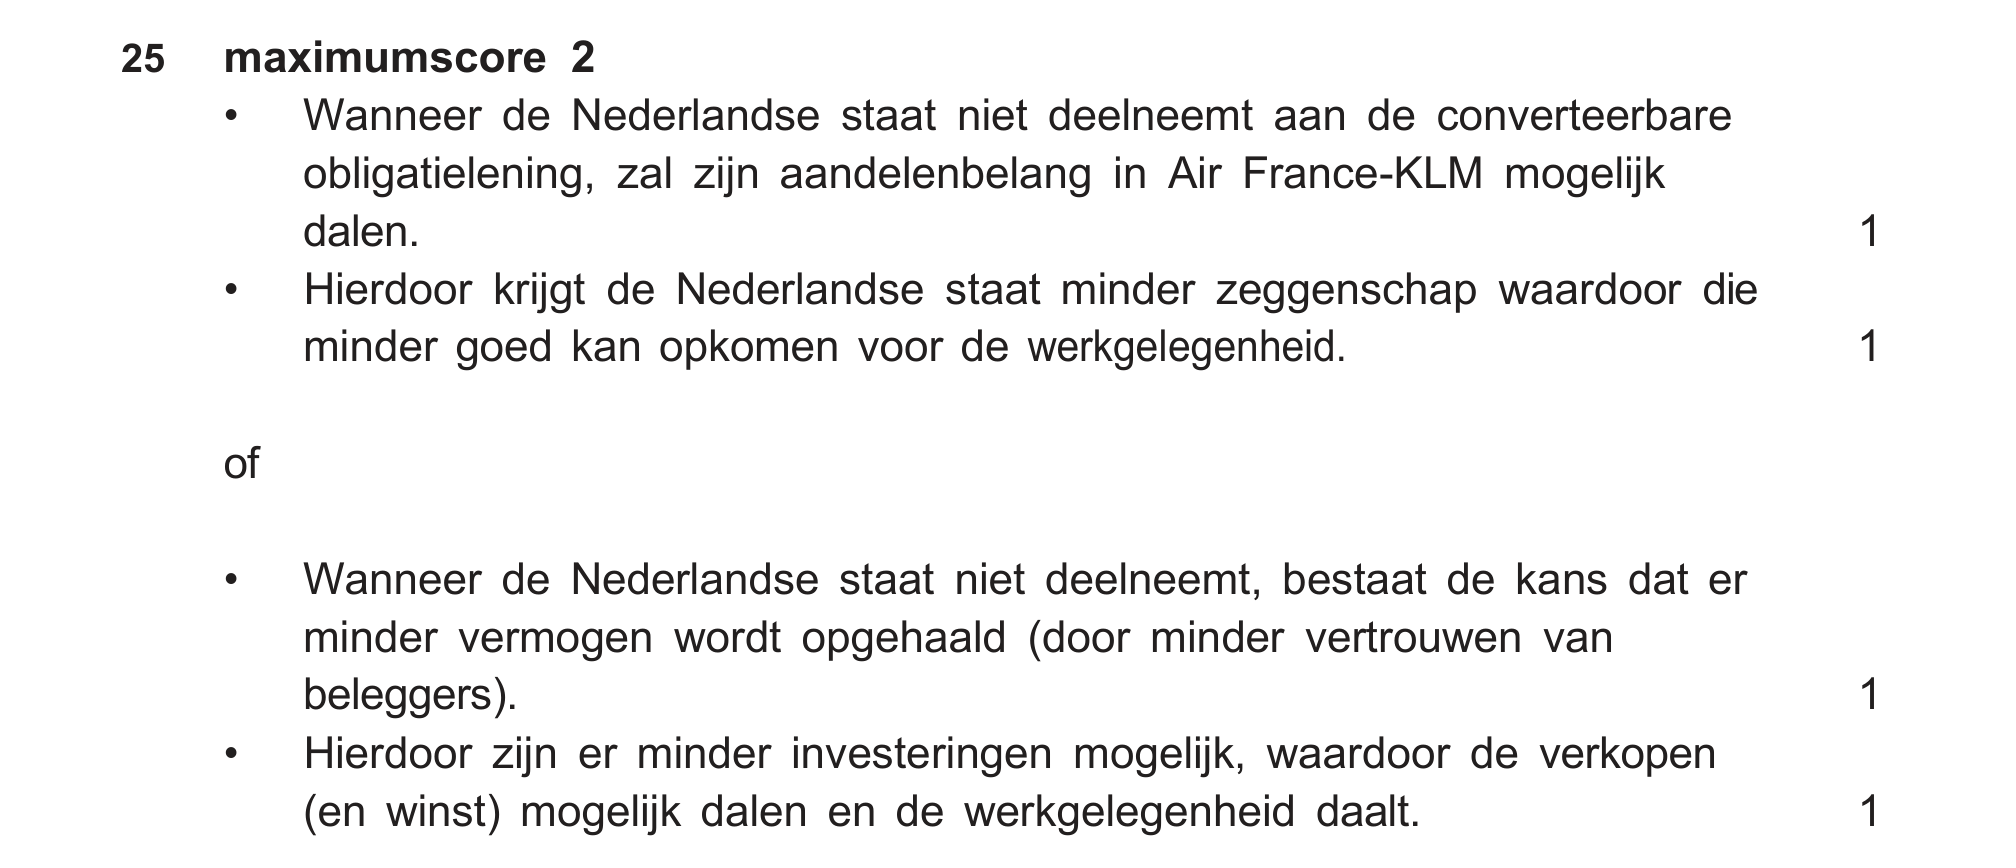 25 maximumscore 2
• Wanneer de Nederlandse staat niet deelneemt aan de converteerbare
obligatielening, zal zijn aandelenbelang in Air France-KLM mogelijk
dalen. 1
• Hierdoor krijgt de Nederlandse staat minder zeggenschap waardoor die
minder goed kan opkomen voor de werkgelegenheid. 1
of
• Wanneer de Nederlandse staat niet deelneemt, bestaat de kans dat er
minder vermogen wordt opgehaald (door minder vertrouwen van
beleggers). 1
• Hierdoor zijn er minder investeringen mogelijk, waardoor de verkopen
(en winst) mogelijk dalen en de werkgelegenheid daalt. 1